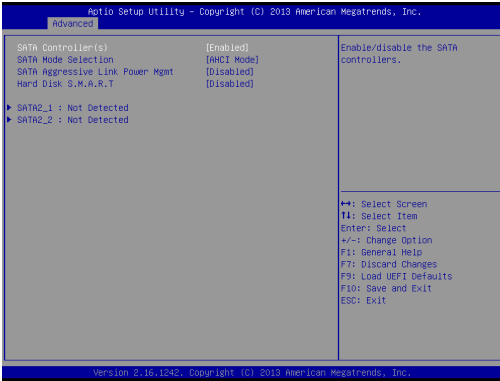 Aptio Setup Utility – Copyright (C) 2013 American Megatrends, Inc.
Advanced
SATA Controller(s) [Enabled]
SATA Mode Selection [AHCI Mode]
SATA Aggressive Link Power Mgmt [Disabled]
Hard Disk S.M.A.R.T [Disabled]
SATA2_1 : Not Detected
SATA2_2 : Not Detected
Enable/disable the SATA
controllers.
↔: Select Screen
↑↓: Select Item
Enter: Select
+/-: Change Option
F1: General Help
F7: Discard Changes
F9: Load UEFI Defaults
F10: Save and Exit
ESC: Exit
Version 2.16.1242. Copyright (C) 2013 American Megatrends, Inc.